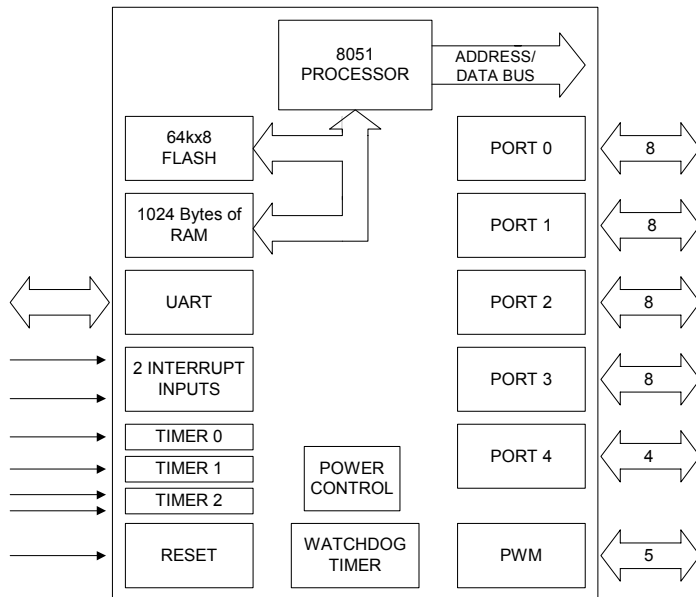 8051
PROCESSOR
ADDRESS/
DATA BUS
64kx8
FLASH
PORT 0
8
1024 Bytes of
RAM
PORT 1
8
UART
PORT 2
8
2 INTERRUPT
INPUTS
PORT 3
8
TIMER 0
TIMER 1
TIMER 2
POWER
CONTROL
PORT 4
4
RESET
WATCHDOG
TIMER
PWM
5